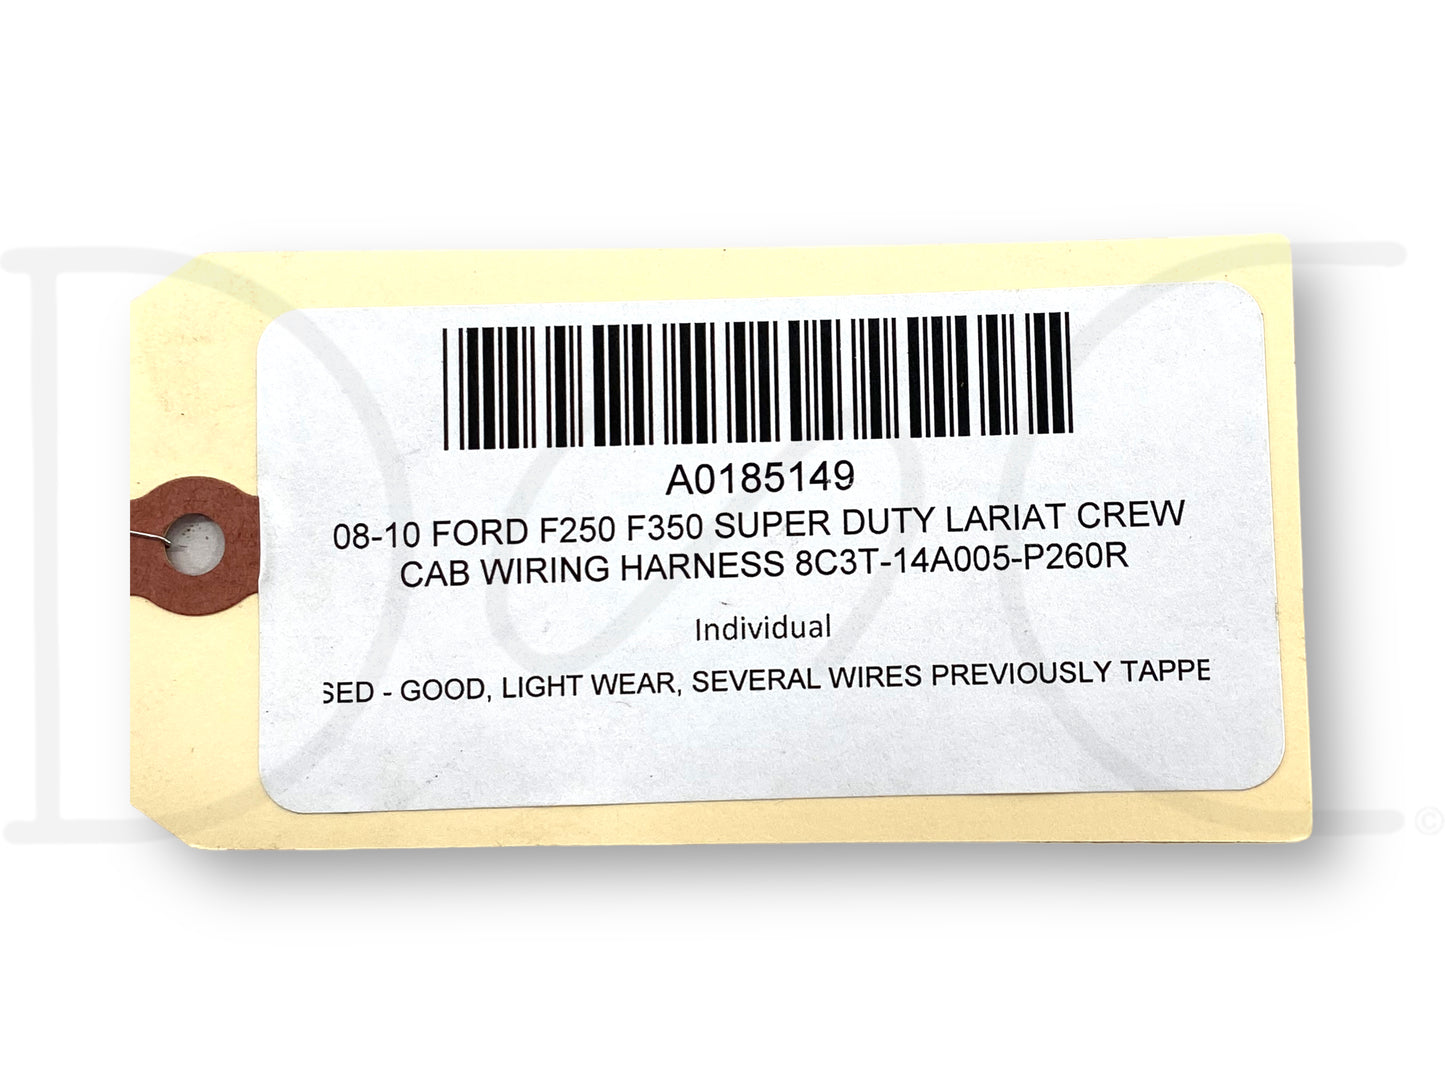 A0185149
08-10 FORD F250 F350 SUPER DUTY LARIAT CREW
CAB WIRING HARNESS 8C3T-14A005-P260R
Individual
SED - GOOD, LIGHT WEAR, SEVERAL WIRES PREVIOUSLY TAPPE
©